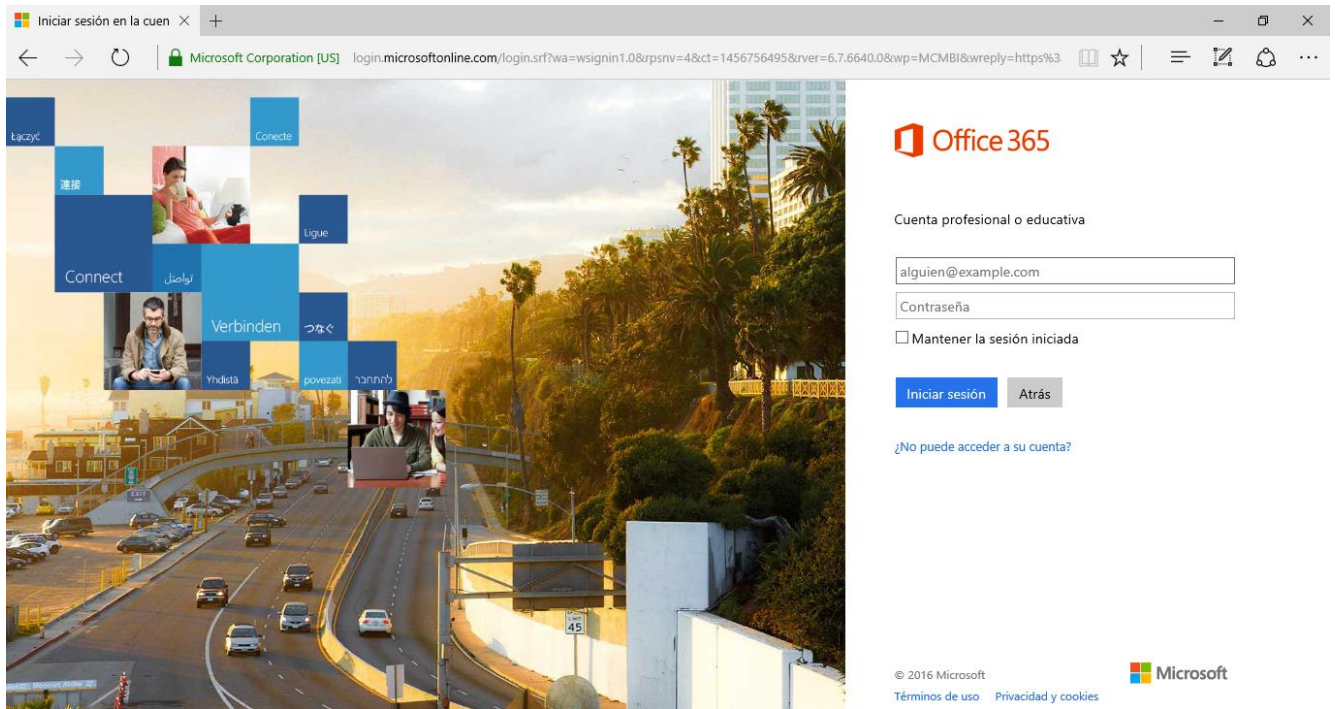 Iniciar sesión en la cuen
Microsoft Corporation [US] login.microsoftonline.com/login.srf?wa=wsignin1.0&rpsnv=4&ct=1456756495&rver=6.7.6640.0&wp=MCMBI&wreply=https%3
Łączyć
Conecte
連接
Ligue
Connect
تواصل
Verbinden
つなぐ
Yhdistä
povezati
להתחבר
EXIT
LIMIT
45
Office 365
Cuenta profesional o educativa
alguien@example.com
Contraseña
Mantener la sesión iniciada
Iniciar sesión
Atrás
¿No puede acceder a su cuenta?
© 2016 Microsoft
Microsoft
Términos de uso
Privacidad y cookies